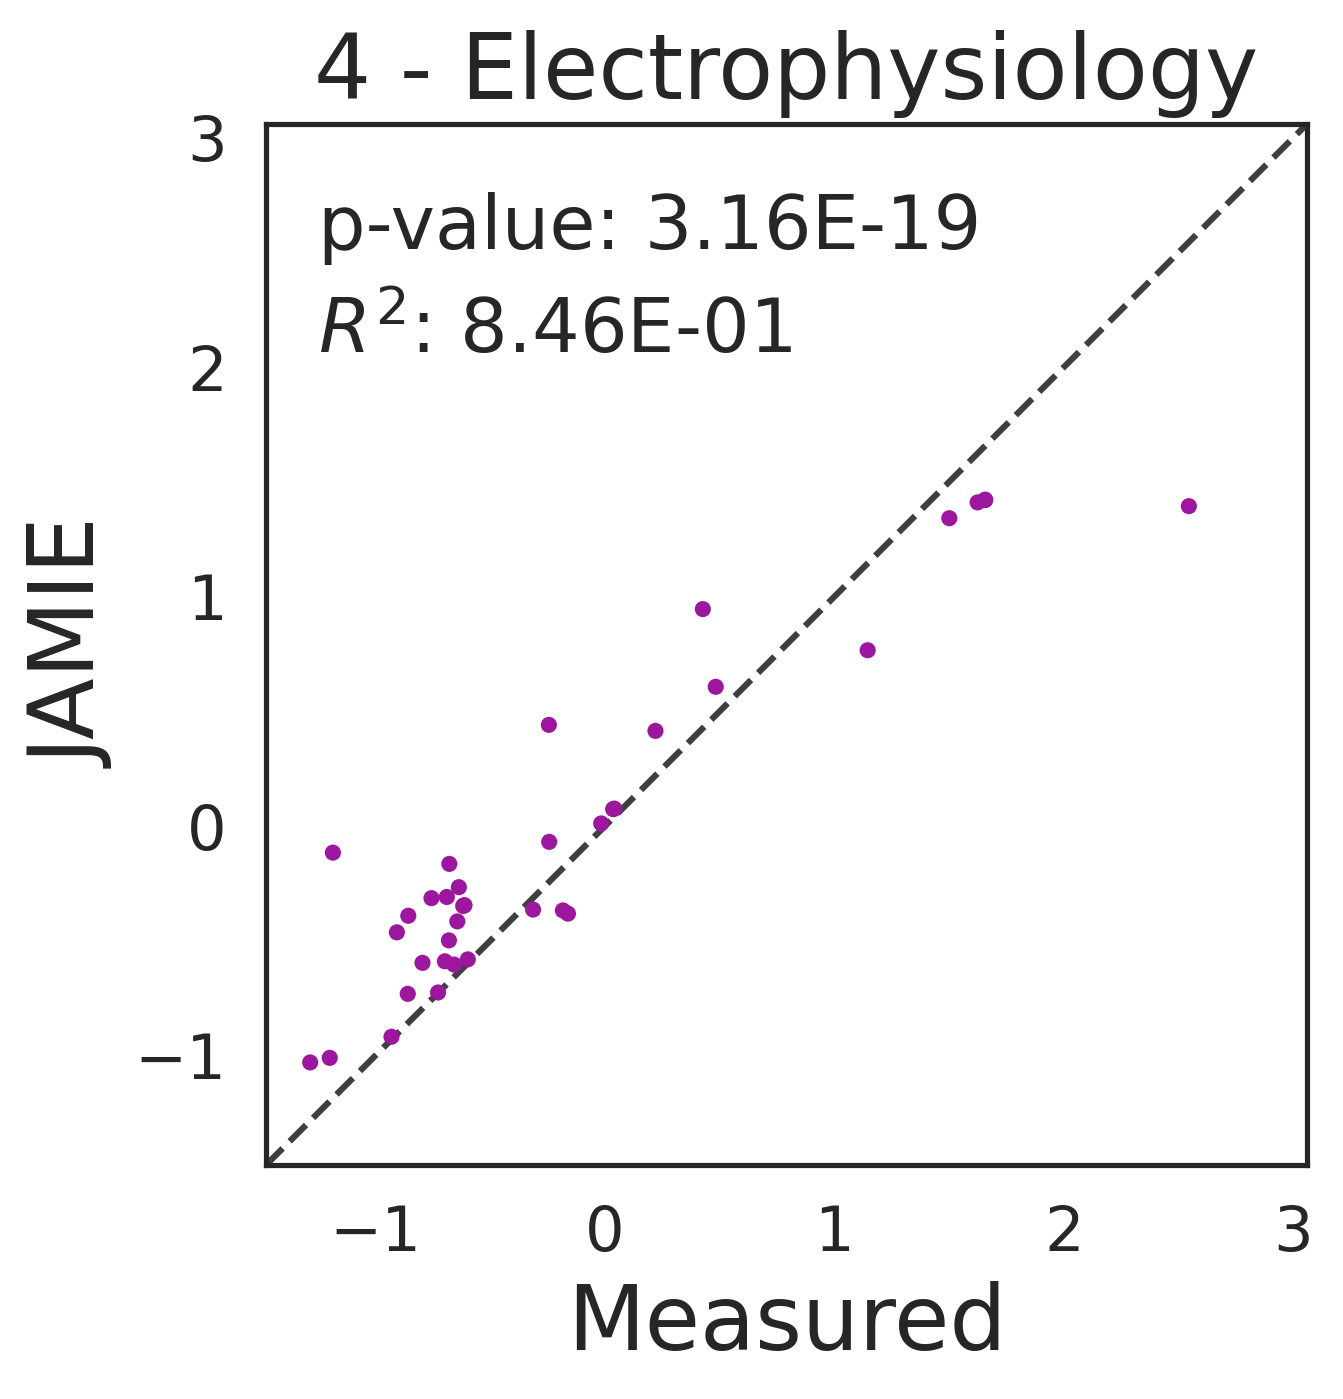 4 - Electrophysiology
3
p-value: 3.16E-19
R²: 8.46E-01
2
1
JAMIE
0
−1
−1 0 1 2 3
Measured